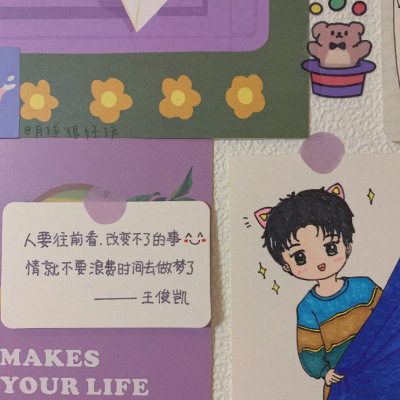 @月球很好玩
人要往前看,改变不了的事
情就不要浪费时间去做梦了
——王俊凯
MAKES
YOUR LIFE